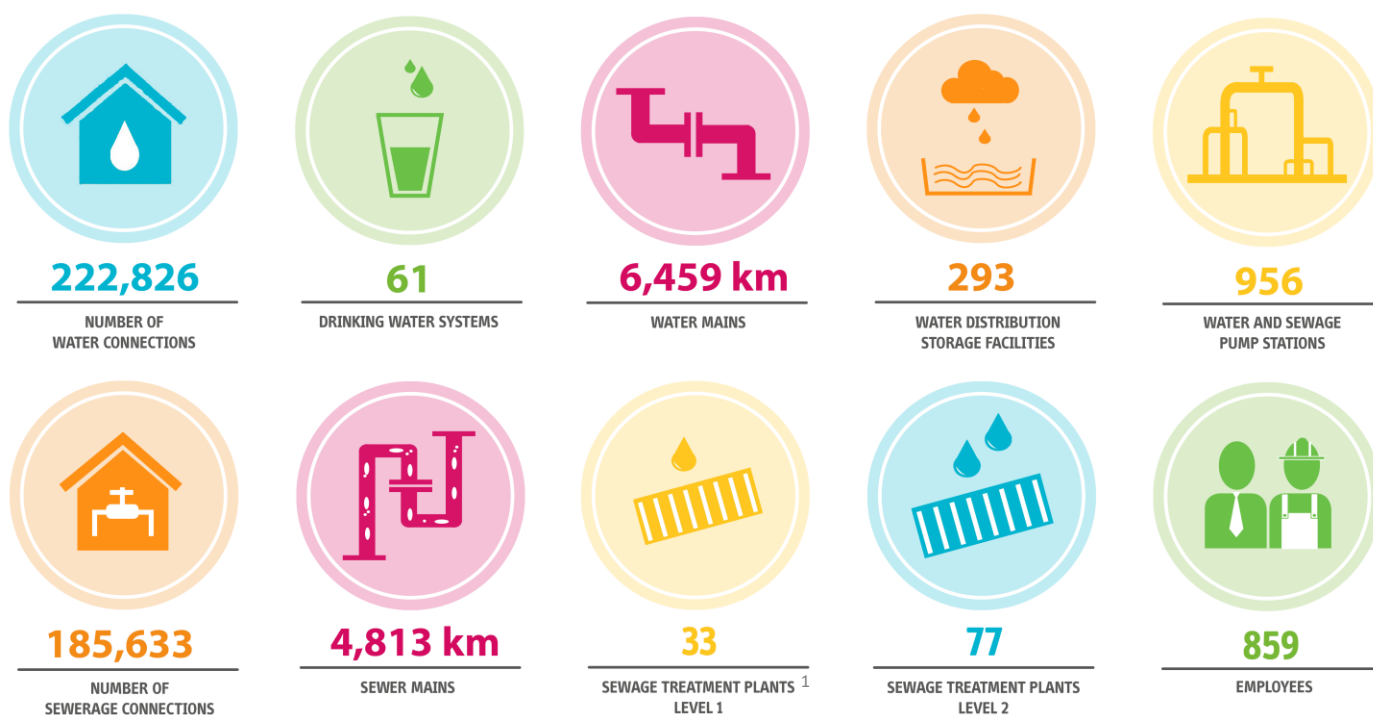 222,826
NUMBER OF
WATER CONNECTIONS
61
DRINKING WATER SYSTEMS
6,459 km
WATER MAINS
293
WATER DISTRIBUTION
STORAGE FACILITIES
956
WATER AND SEWAGE
PUMP STATIONS
185,633
NUMBER OF
SEWERAGE CONNECTIONS
4,813 km
SEWER MAINS
33
SEWAGE TREATMENT PLANTS 1
LEVEL 1
77
SEWAGE TREATMENT PLANTS
LEVEL 2
859
EMPLOYEES